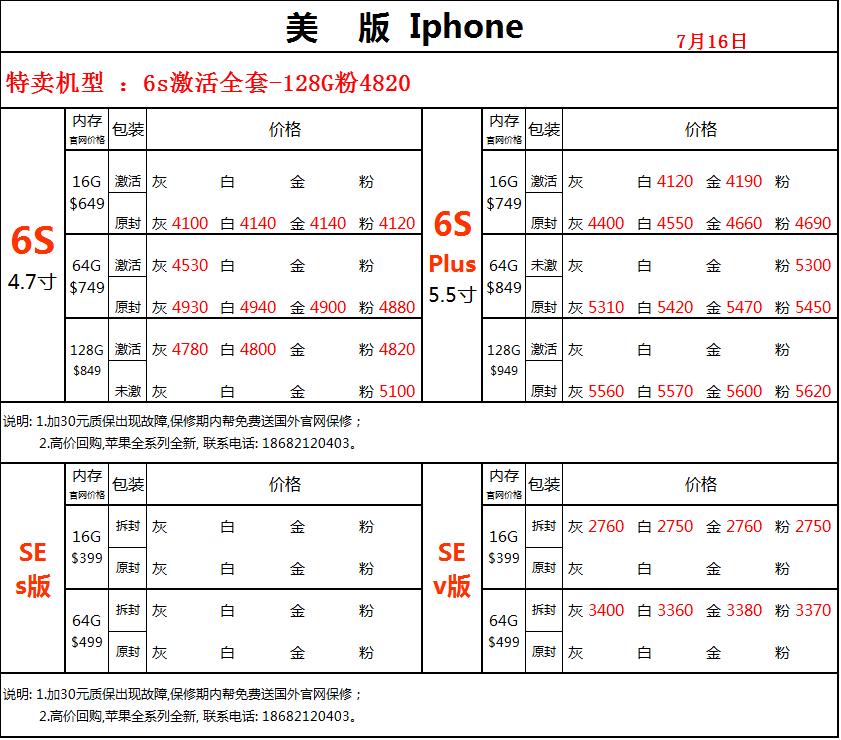 美 版 Iphone
7月16日
特卖机型 ：6s激活全套-128G粉4820
内存 官网价格 包装 价格
6S 4.7寸
16G $649
激活 灰 白 金 粉
原封 灰 4100 白 4140 金 4140 粉 4120
64G $749
激活 灰 4530 白 金 粉
原封 灰 4930 白 4940 金 4900 粉 4880
128G $849
激活 灰 4780 白 4800 金 粉 4820
未激 灰 白 金 粉 5100
内存 官网价格 包装 价格
6S Plus 5.5寸
16G $749
激活 灰 白 4120 金 4190 粉
原封 灰 4400 白 4550 金 4660 粉 4690
64G $849
未激 灰 白 金 粉 5300
原封 灰 5310 白 5420 金 5470 粉 5450
128G $949
激活 灰 白 金 粉
原封 灰 5560 白 5570 金 5600 粉 5620
说明: 1.加30元质保出现故障,保修期内帮免费送国外官网保修；
2.高价回购,苹果全系列全新, 联系电话: 18682120403。
内存 官网价格 包装 价格
SE s版
16G $399
拆封 灰 白 金 粉
原封 灰 白 金 粉
64G $499
拆封 灰 白 金 粉
原封 灰 白 金 粉
内存 官网价格 包装 价格
SE v版
16G $399
拆封 灰 2760 白 2750 金 2760 粉 2750
原封 灰 白 金 粉
64G $499
拆封 灰 3400 白 3360 金 3380 粉 3370
原封 灰 白 金 粉
说明: 1.加30元质保出现故障,保修期内帮免费送国外官网保修；
2.高价回购,苹果全系列全新, 联系电话: 18682120403。